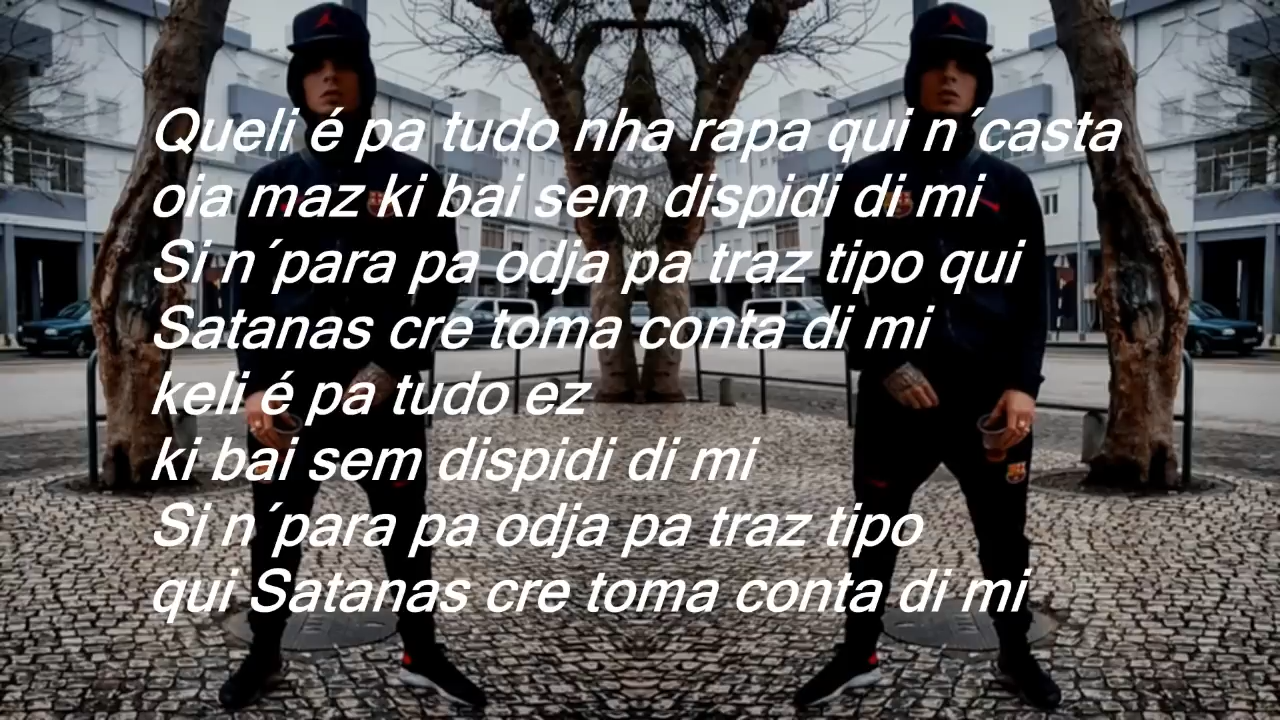 Queli é pa tudo nha rapa qui n´casta
oia maz ki bai sem dispidi di mi
Si n´para pa odja pa traz tipo qui
Satanas cre toma conta di mi
keli é pa tudo ez
ki bai sem dispidi di mi
Si n´para pa odja pa traz tipo
qui Satanas cre toma conta di mi